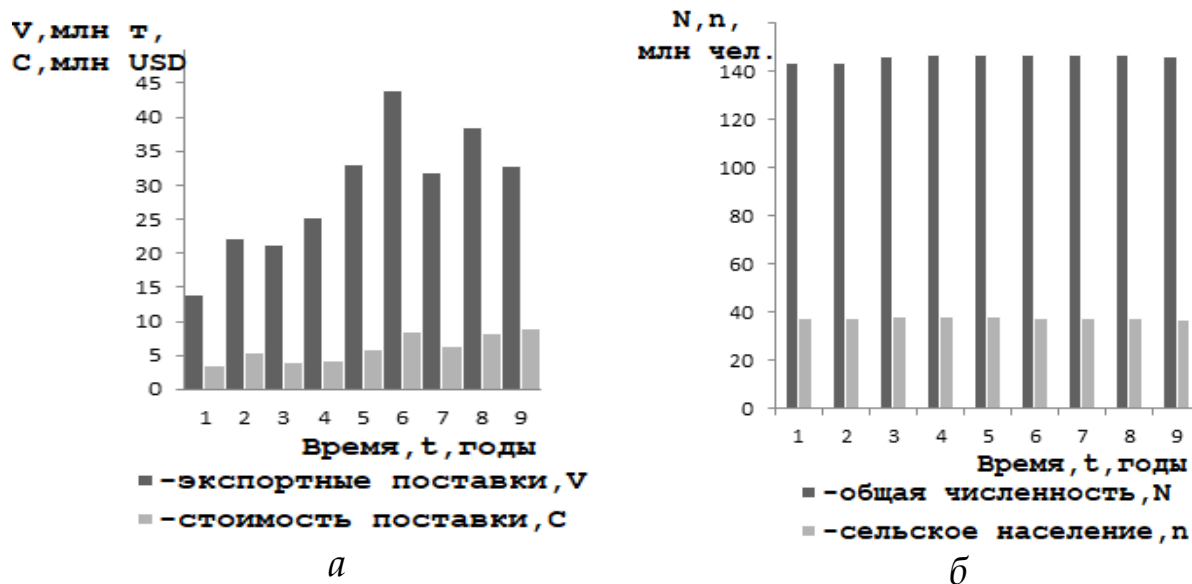 V,млн т,
C,млн USD
45
40
35
30
25
20
15
10
5
0
1 2 3 4 5 6 7 8 9
Время,t,годы
-экспортные поставки,V
-стоимость поставки,C
а
N,n,
млн чел.
140
120
100
80
60
40
20
0
1 2 3 4 5 6 7 8 9
Время,t,годы
-общая численность,N
-сельское население,n
б